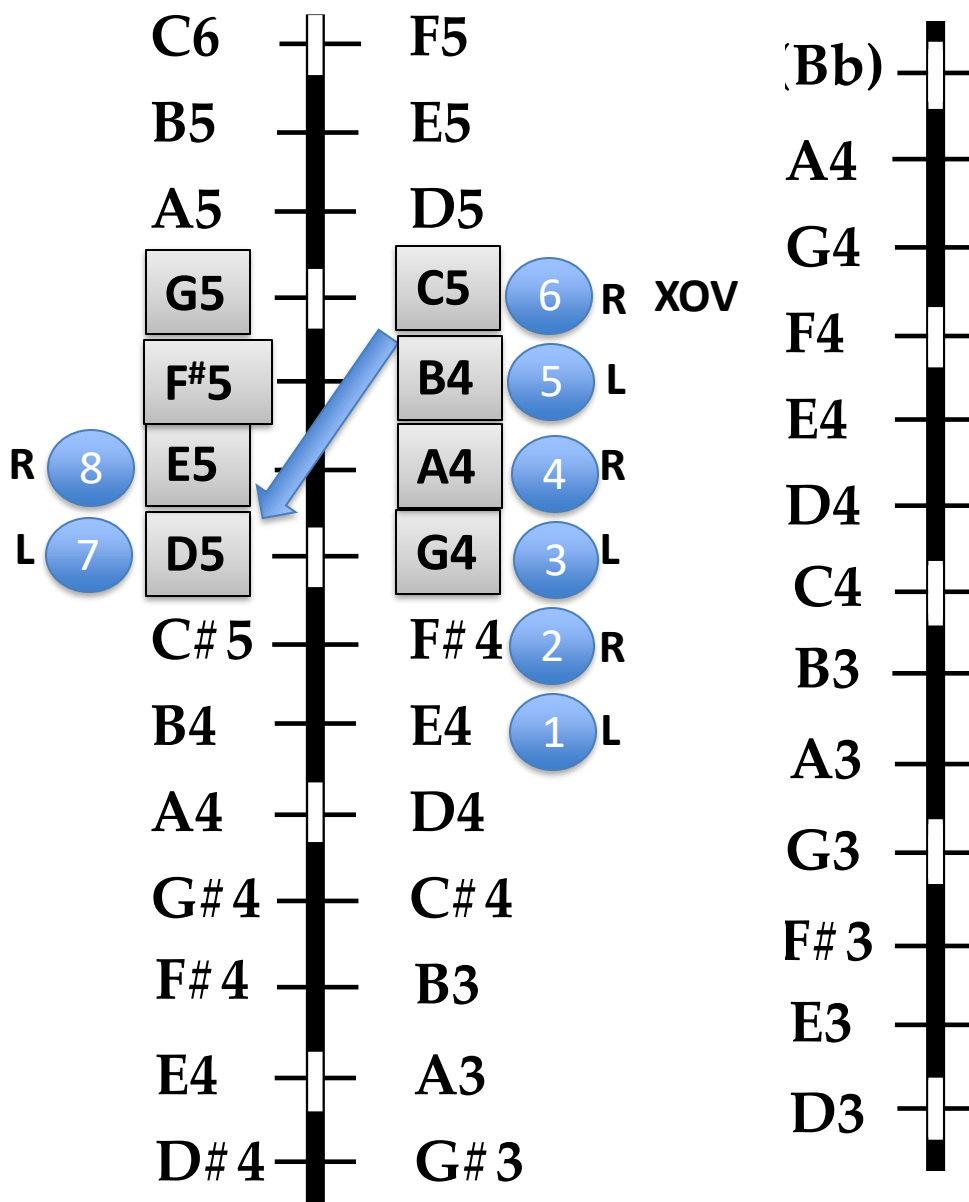 C6 F5
(Bb)
B5 E5
A4
A5 D5
G4
G5 C5 6 R XOV
F4
F#5 B4 5 L
E4
R 8 E5 A4 4 R
D4
L 7 D5 G4 3 L
C4
C#5 F#4 2 R
B3
B4 E4 1 L
A3
A4 D4
G3
G#4 C#4
F#3
F#4 B3
E3
E4 A3
D3
D#4 G#3